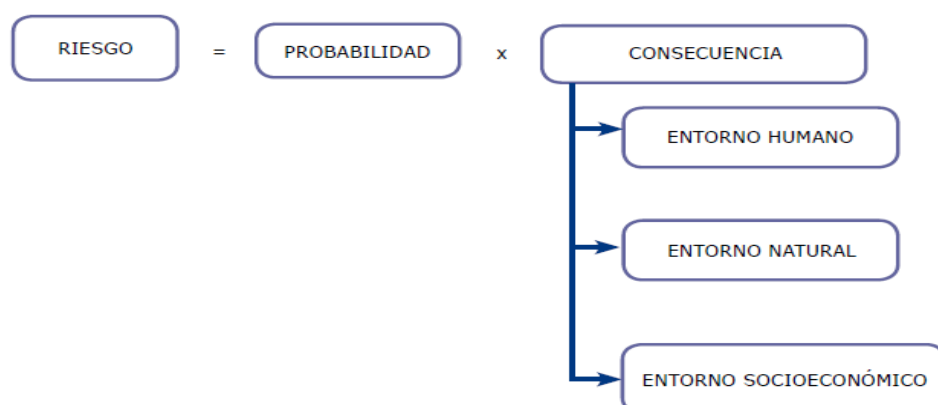 RIESGO = PROBABILIDAD x CONSECUENCIA
ENTORNO HUMANO
ENTORNO NATURAL
ENTORNO SOCIOECONÓMICO